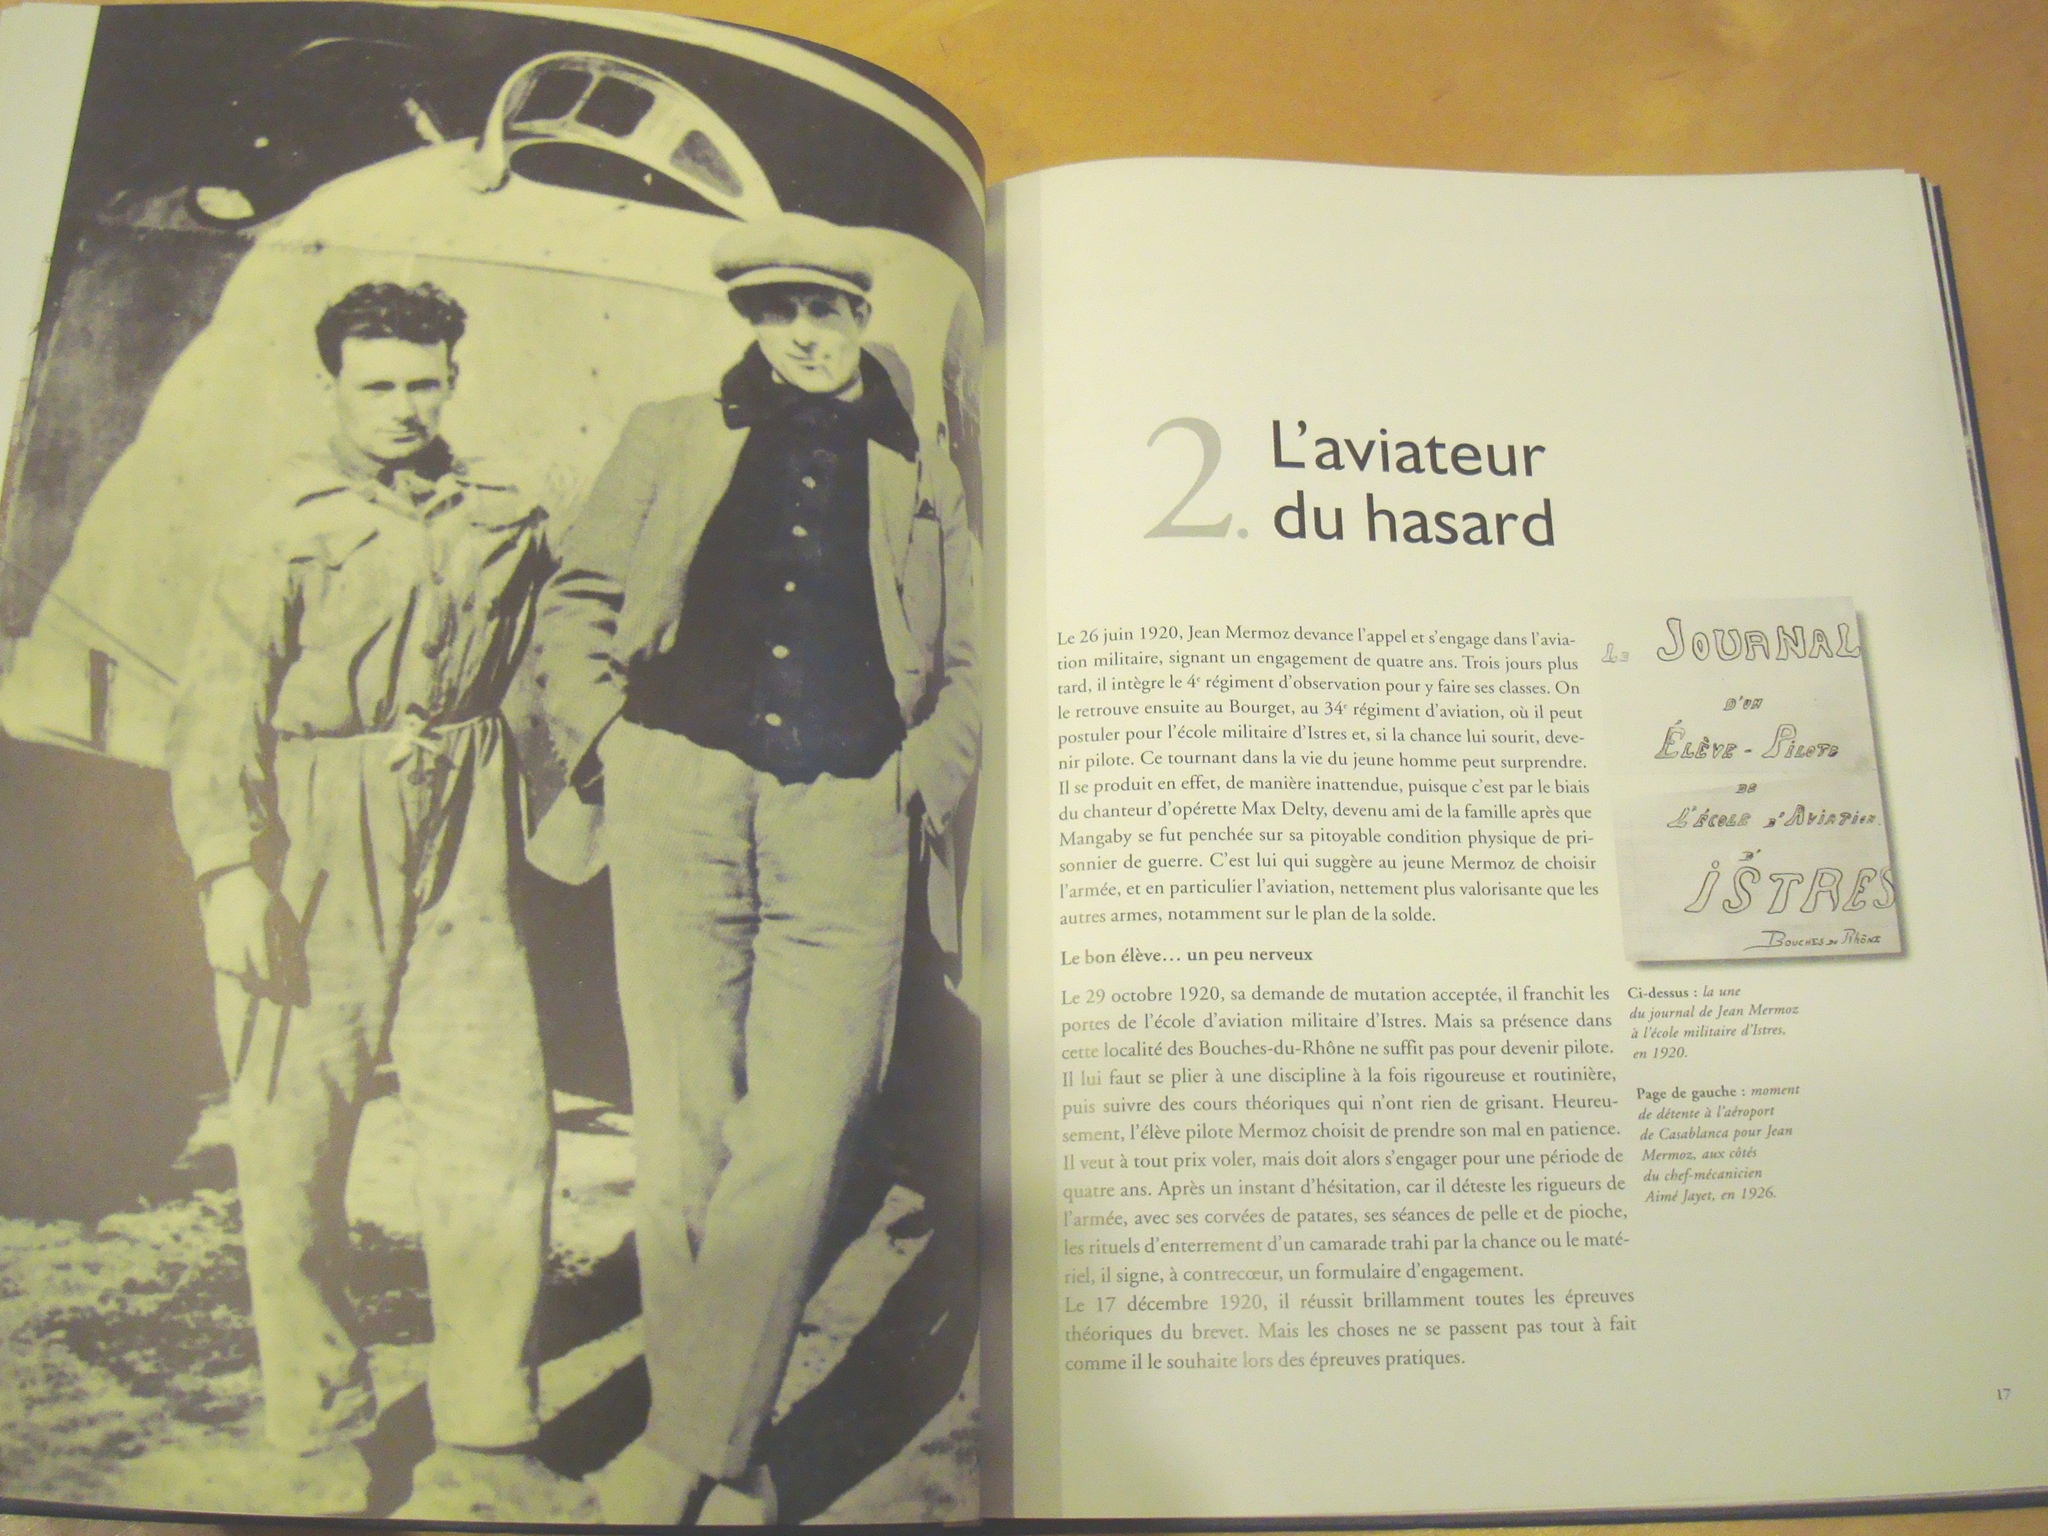 2. L'aviateur
du hasard
Le 26 juin 1920, Jean Mermoz devance l'appel et s'engage dans l'avia-
tion militaire, signant un engagement de quatre ans. Trois jours plus
tard, il intègre le 4e régiment d'observation pour y faire ses classes. On
le retrouve ensuite au Bourget, au 34e régiment d'aviation, où il peut
postuler pour l'école militaire d'Istres et, si la chance lui sourit, deve-
nir pilote. Ce tournant dans la vie du jeune homme peut surprendre.
Il se produit en effet, de manière inattendue, puisque c'est par le biais
du chanteur d'opérette Max Delty, devenu ami de la famille après que
Mangaby se fut penchée sur sa pitoyable condition physique de pri-
sonnier de guerre. C'est lui qui suggère au jeune Mermoz de choisir
l'armée, et en particulier l'aviation, nettement plus valorisante que les
autres armes, notamment sur le plan de la solde.
Le bon élève... un peu nerveux
Le 29 octobre 1920, sa demande de mutation acceptée, il franchit les
portes de l'école d'aviation militaire d'Istres. Mais sa présence dans
cette localité des Bouches-du-Rhône ne suffit pas pour devenir pilote.
Il lui faut se plier à une discipline à la fois rigoureuse et routinière,
puis suivre des cours théoriques qui n'ont rien de grisant. Heureu-
sement, l'élève pilote Mermoz choisit de prendre son mal en patience.
Il veut à tout prix voler, mais doit alors s'engager pour une période de
quatre ans. Après un instant d'hésitation, car il déteste les rigueurs de
l'armée, avec ses corvées de patates, ses séances de pelle et de pioche,
les rituels d'enterrement d'un camarade trahi par la chance ou le maté-
riel, il signe, à contrecœur, un formulaire d'engagement.
Le 17 décembre 1920, il réussit brillamment toutes les épreuves
théoriques du brevet. Mais les choses ne se passent pas tout à fait
comme il le souhaite lors des épreuves pratiques.
Le JOURNAL
D'UN
ÉLÈVE - PILOTE
DE
L'ÉCOLE D'AVIATION
D'
ISTRES
BOUCHES DU RHÔNE
Ci-dessus : la une
du journal de Jean Mermoz
à l'école militaire d'Istres,
en 1920.
Page de gauche : moment
de détente à l'aéroport
de Casablanca pour Jean
Mermoz, aux côtés
du chef-mécanicien
Aimé Jayet, en 1926.
17